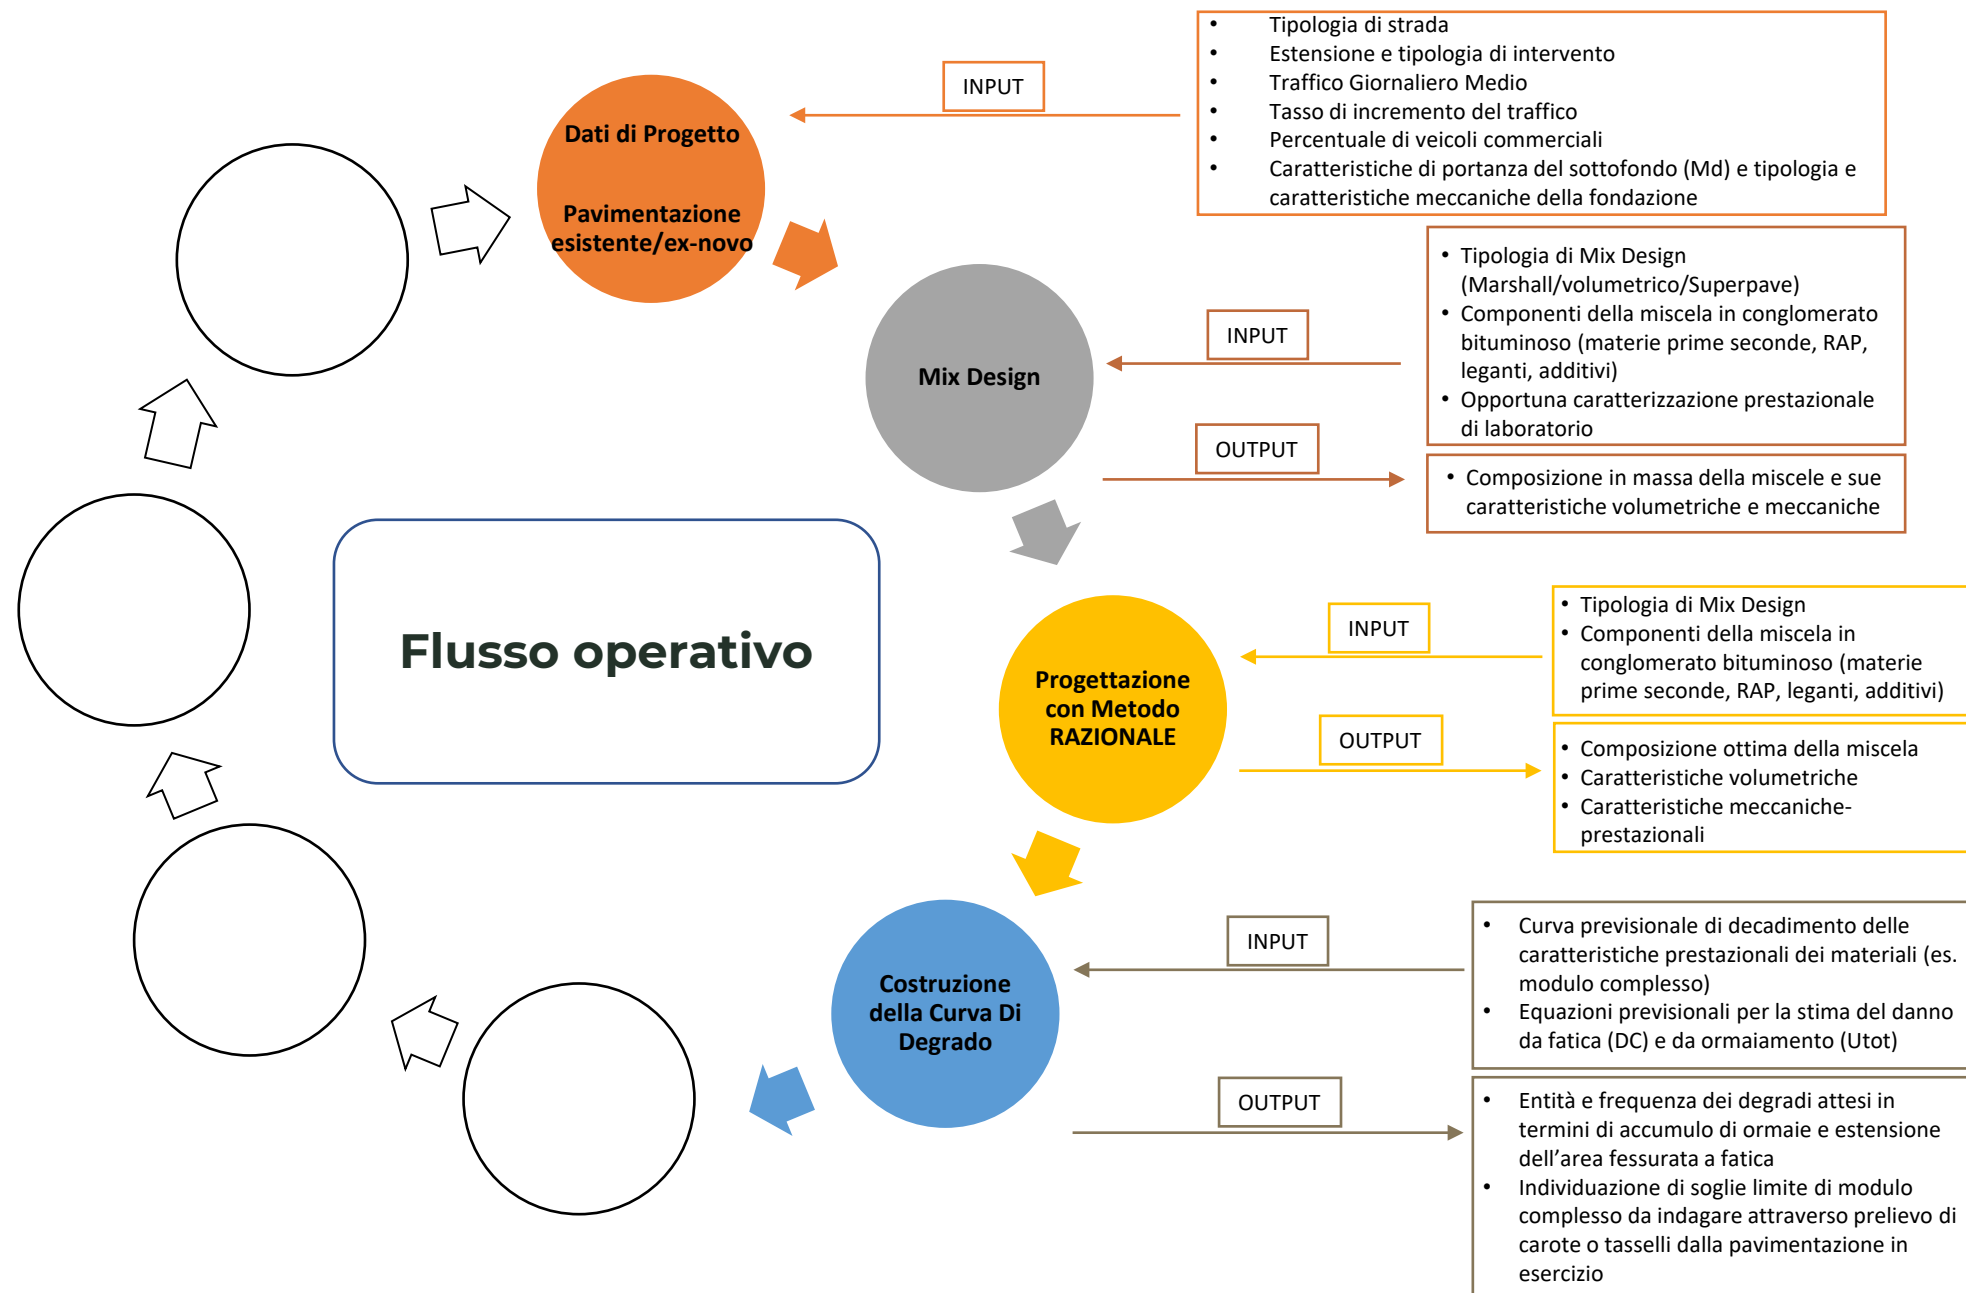 Dati di Progetto
Pavimentazione
esistente/ex-novo
INPUT
• Tipologia di strada
• Estensione e tipologia di intervento
• Traffico Giornaliero Medio
• Tasso di incremento del traffico
• Percentuale di veicoli commerciali
• Caratteristiche di portanza del sottofondo (Md) e tipologia e
caratteristiche meccaniche della fondazione
Mix Design
INPUT
• Tipologia di Mix Design
(Marshall/volumetrico/Superpave)
• Componenti della miscela in conglomerato
bituminoso (materie prime seconde, RAP,
leganti, additivi)
• Opportuna caratterizzazione prestazionale
di laboratorio
OUTPUT
• Composizione in massa della miscele e sue
caratteristiche volumetriche e meccaniche
Flusso operativo
Progettazione
con Metodo
RAZIONALE
INPUT
• Tipologia di Mix Design
• Componenti della miscela in
conglomerato bituminoso (materie
prime seconde, RAP, leganti, additivi)
OUTPUT
• Composizione ottima della miscela
• Caratteristiche volumetriche
• Caratteristiche meccaniche-
prestazionali
Costruzione
della Curva Di
Degrado
INPUT
• Curva previsionale di decadimento delle
caratteristiche prestazionali dei materiali (es.
modulo complesso)
• Equazioni previsionali per la stima del danno
da fatica (DC) e da ormaiamento (Utot)
OUTPUT
• Entità e frequenza dei degradi attesi in
termini di accumulo di ormaie e estensione
dell’area fessurata a fatica
• Individuazione di soglie limite di modulo
complesso da indagare attraverso prelievo di
carote o tasselli dalla pavimentazione in
esercizio